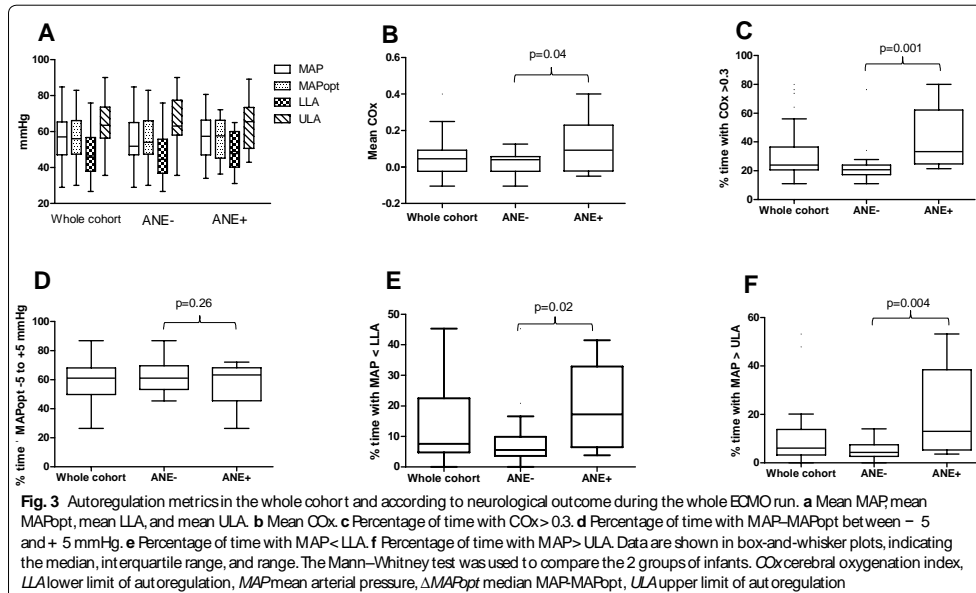 A
mmHg
100
80
60
40
20
Whole cohort
ANE-
ANE+
MAP
MAPopt
LLA
ULA
B
p=0.04
Mean COx
0.6
0.4
0.2
0.0
-0.2
Whole cohort
ANE-
ANE+
C
p=0.001
% time with COx >0.3
100
80
60
40
20
0
Whole cohort
ANE-
ANE+
D
p=0.26
% time ' MAPopt -5 to +5 mmHg
100
80
60
40
20
0
Whole cohort
ANE-
ANE+
E
p=0.02
% time with MAP < LLA
50
40
30
20
10
0
Whole cohort
ANE-
ANE+
F
p=0.004
% time with MAP > ULA
60
40
20
0
Whole cohort
ANE-
ANE+
Fig. 3 Autoregulation metrics in the whole cohort and according to neurological outcome during the whole ECMO run. a Mean MAP, mean
MAPopt, mean LLA, and mean ULA. b Mean COx. c Percentage of time with COx > 0.3. d Percentage of time with MAP–MAPopt between − 5
and + 5 mmHg. e Percentage of time with MAP < LLA. f Percentage of time with MAP > ULA. Data are shown in box-and-whisker plots, indicating
the median, interquartile range, and range. The Mann–Whitney test was used to compare the 2 groups of infants. COx cerebral oxygenation index,
LLA lower limit of autoregulation, MAP mean arterial pressure, ΔMAPopt median MAP-MAPopt, ULA upper limit of autoregulation